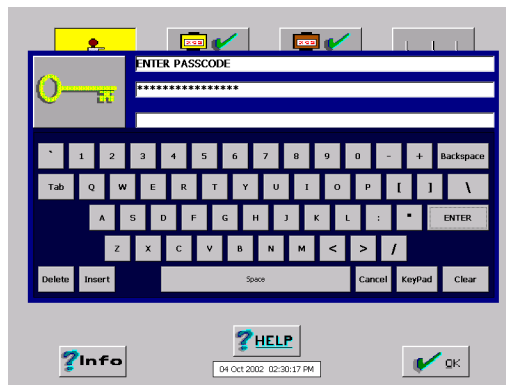 ENTER PASSCODE
****************
` 1 2 3 4 5 6 7 8 9 0 - + Backspace
Tab Q W E R T Y U I O P [ ] \
A S D F G H J K L : " ENTER
Z X C V B N M < > /
Delete Insert Space Cancel KeyPad Clear
?HELP
?Info
04 Oct 2002 02:30:17 PM
OK